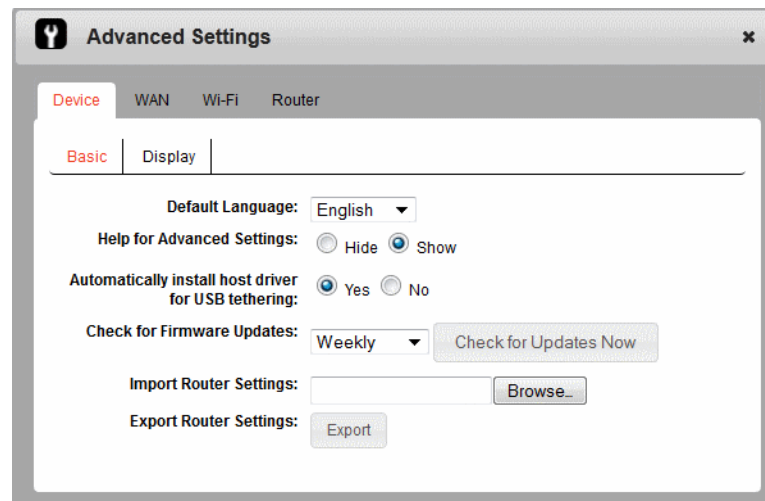 Advanced Settings
Device WAN Wi-Fi Router
Basic Display
Default Language: English
Help for Advanced Settings: Hide Show
Automatically install host driver
for USB tethering: Yes No
Check for Firmware Updates: Weekly Check for Updates Now
Import Router Settings: Browse...
Export Router Settings: Export